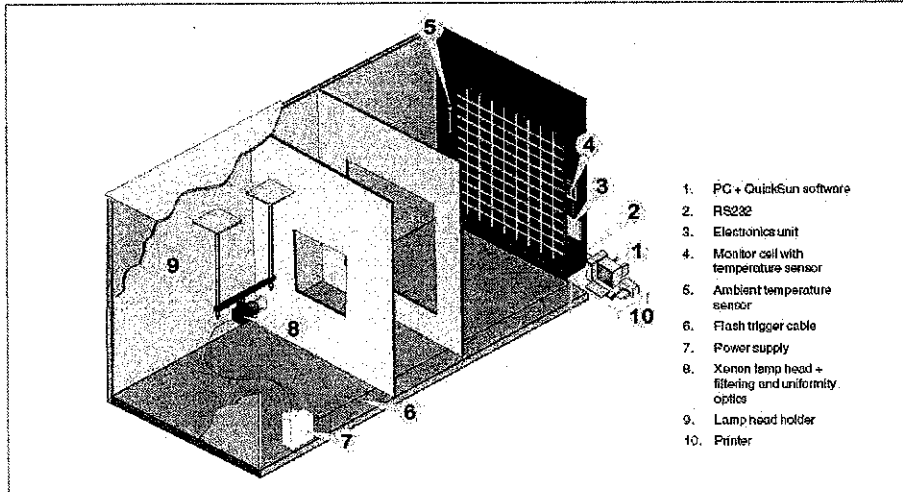 5
4
3
2
1
9
10
8
6
7
1. PC + QuickSun software
2. RS232
3. Electronics unit
4. Monitor cell with
temperature sensor
5. Ambient temperature
sensor
6. Flash trigger cable
7. Power supply
8. Xenon lamp head +
filtering and uniformity
optics
9. Lamp head holder
10. Printer